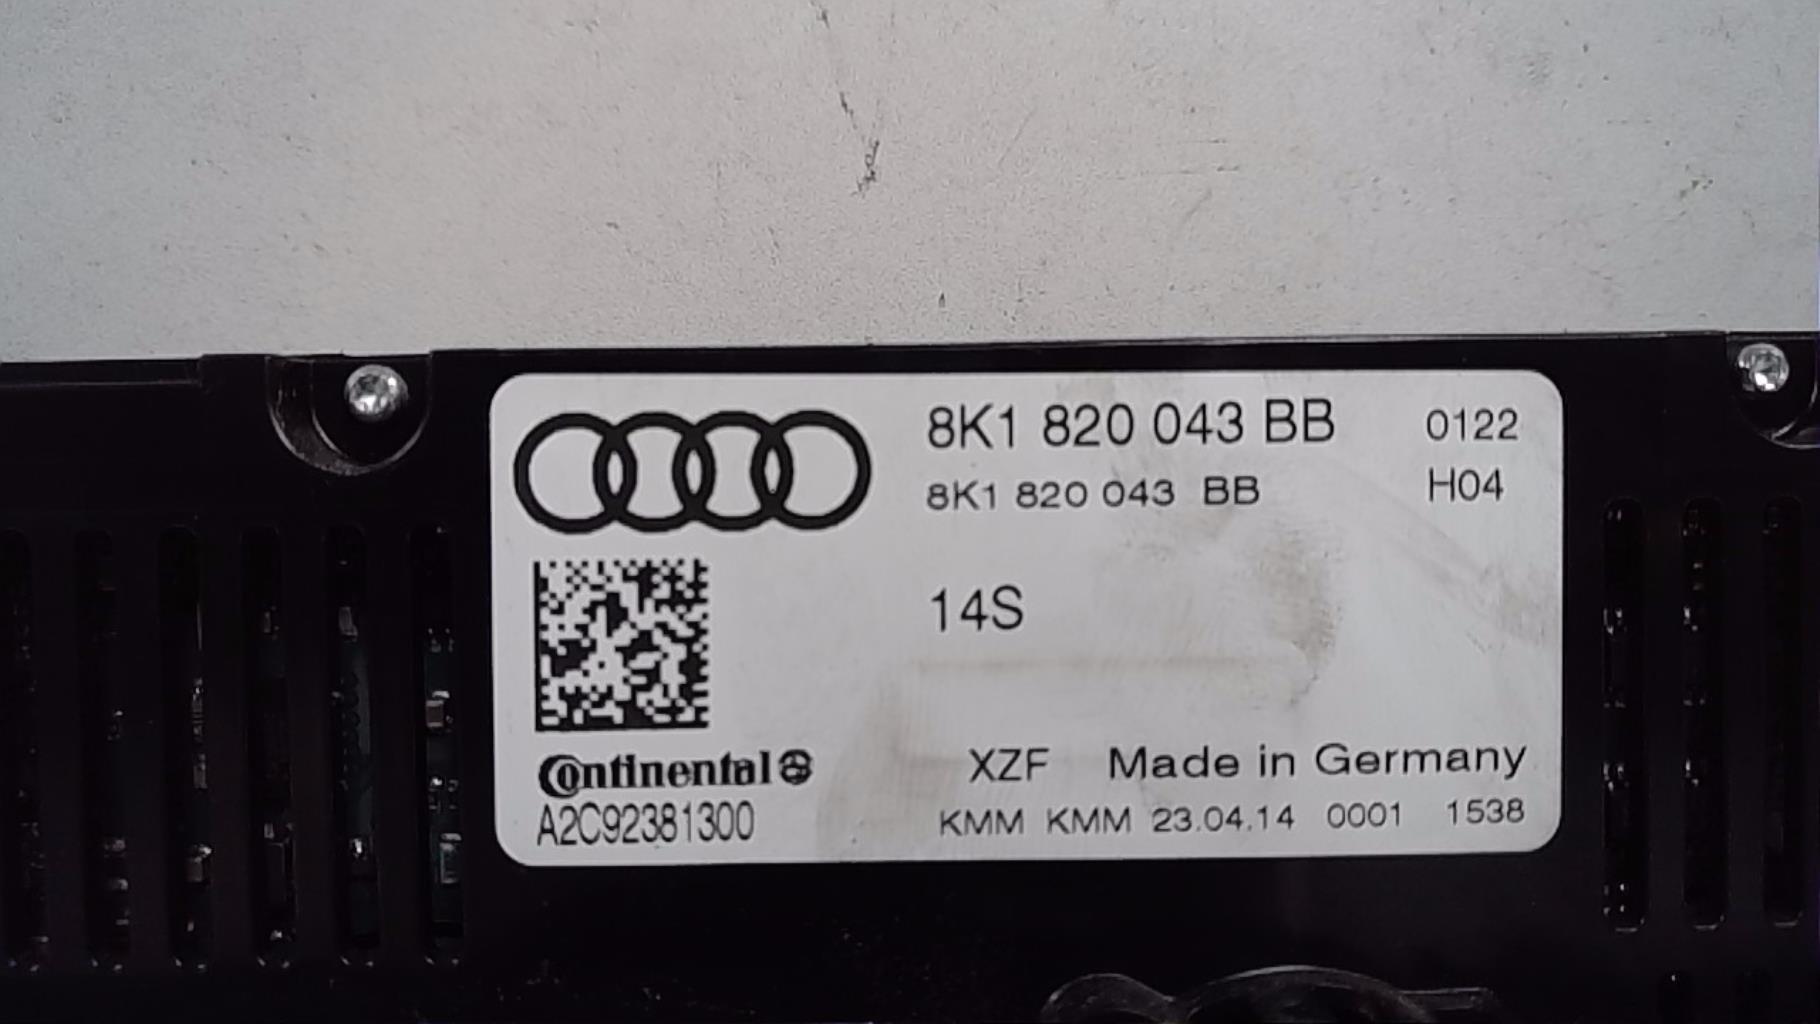 8K1 820 043 BB 0122
8K1 820 043 BB H04
14S
Continental
A2C92381300
XZF Made in Germany
KMM KMM 23.04.14 0001 1538